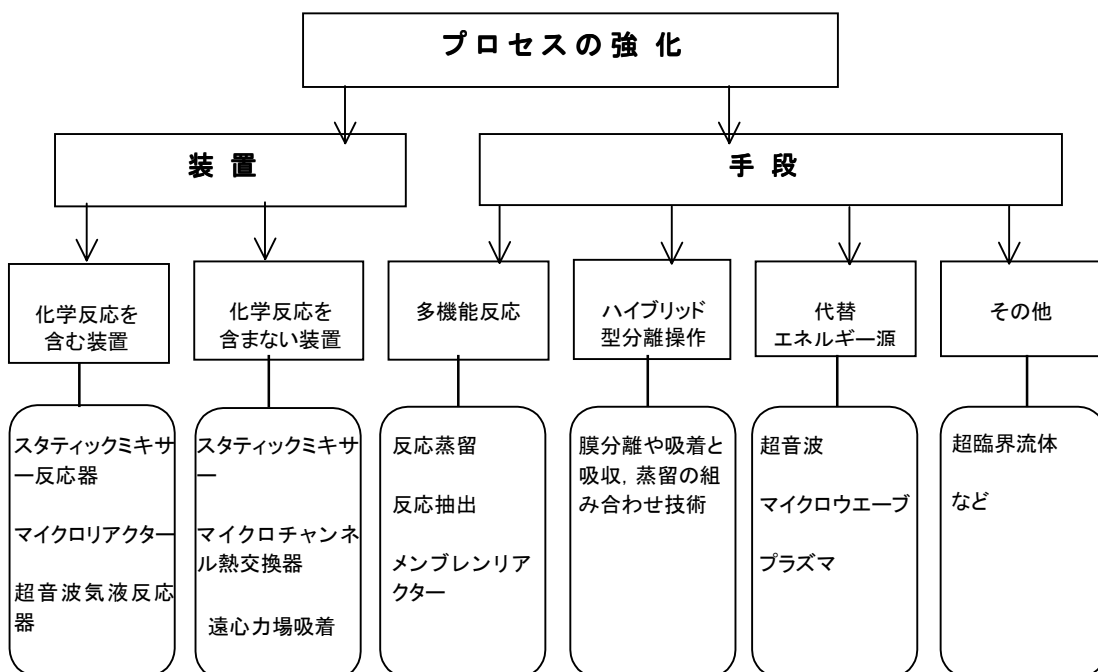 プロセスの強 化
装 置
手 段
化学反応を
含む装置
化学反応を
含まない装置
多機能反応
ハイブリッド
型分離操作
代替
エネルギー源
その他
スタティックミキサ
ー反応器
マイクロリアクター
超音波気液反応
器
スタティックミキサ
ー
マイクロチャンネ
ル熱交換器
遠心力場吸着
反応蒸留
反応抽出
メンブレンリア
クター
膜分離や吸着と
吸収, 蒸留の組
み合わせ技術
超音波
マイクロウエーブ
プラズマ
超臨界流体
など